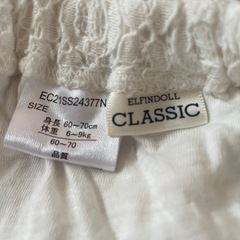 EC21SS24377N
SIZE
身長 60~70cm
体重 6~9kg
60-70
品質
ELFINDOLL
CLASSIC